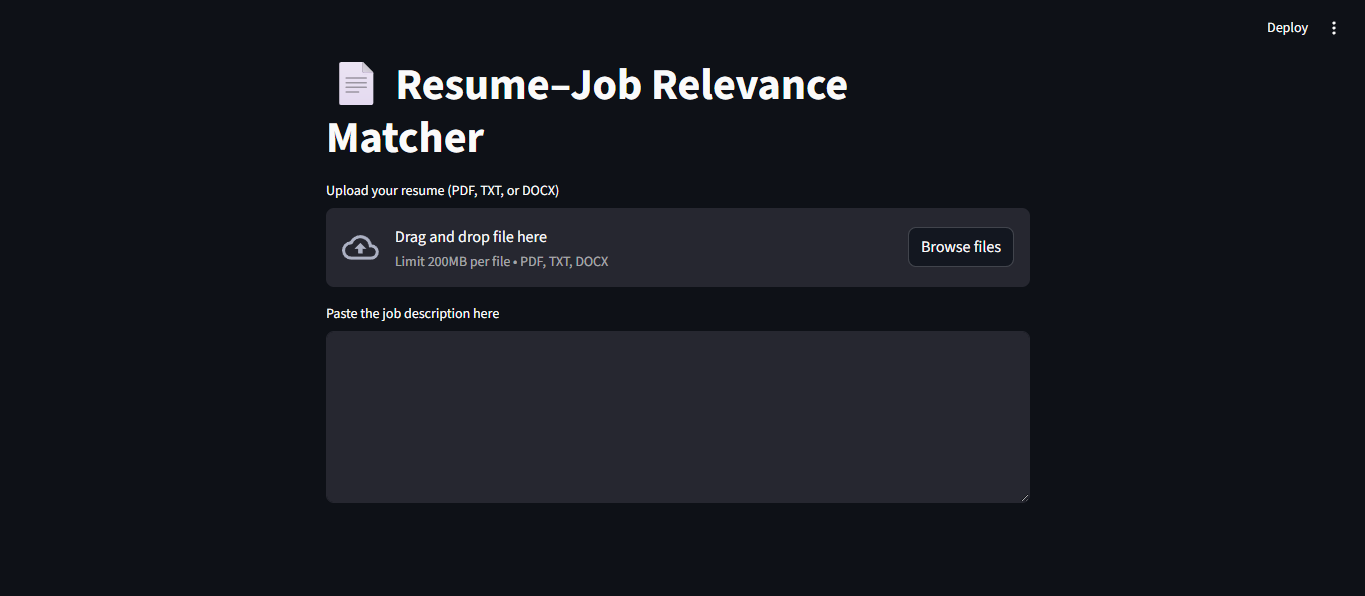 Deploy
Resume–Job Relevance
Matcher
Upload your resume (PDF, TXT, or DOCX)
Drag and drop file here
Limit 200MB per file • PDF, TXT, DOCX
Browse files
Paste the job description here